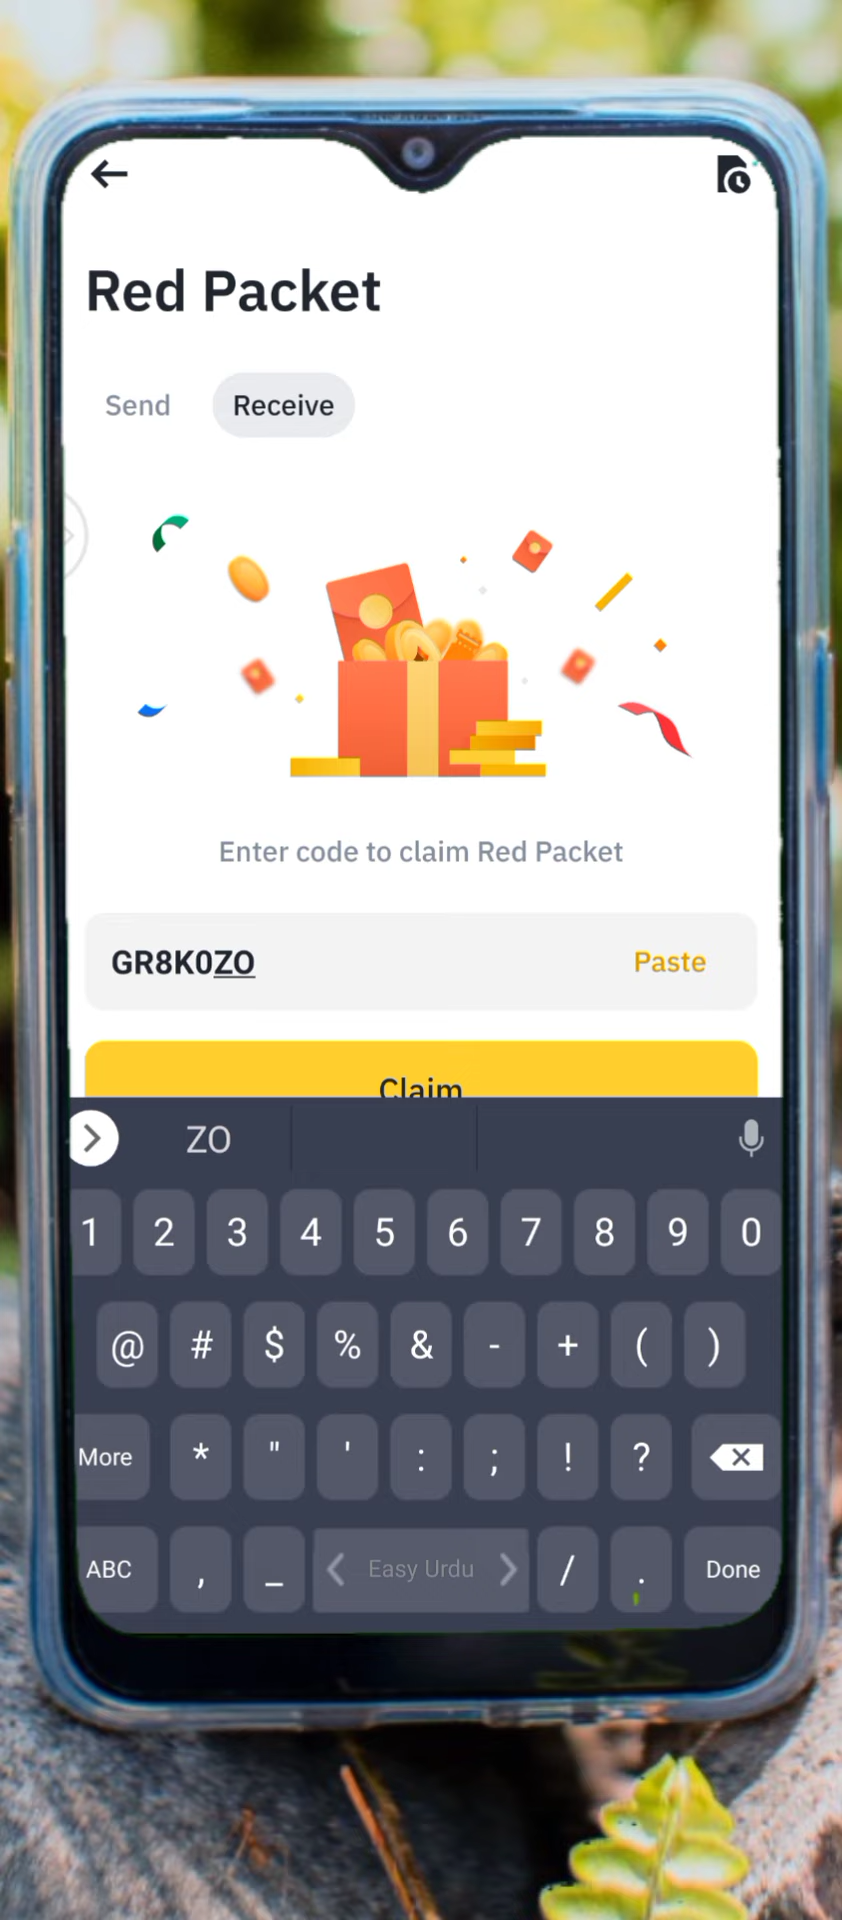 Red Packet
Send Receive
Enter code to claim Red Packet
GR8K0ZO Paste
Claim
ZO
1 2 3 4 5 6 7 8 9 0
@ # $ % & - + ( )
More * " ' : ; ! ?
ABC , _ Easy Urdu / . Done